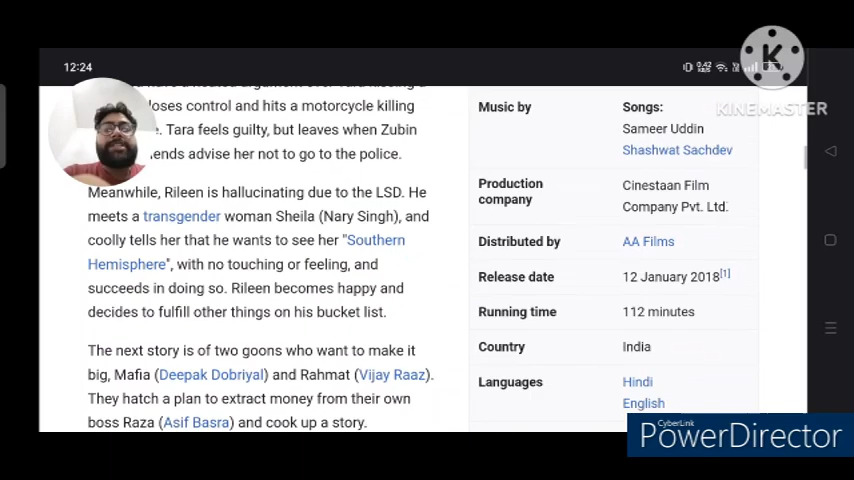 12:24
KINEMASTER
loses control and hits a motorcycle killing
Tara feels guilty, but leaves when Zubin
advise her not to go to the police.
Meanwhile, Rileen is hallucinating due to the LSD. He
meets a transgender woman Sheila (Nary Singh), and
coolly tells her that he wants to see her "Southern
Hemisphere", with no touching or feeling, and
succeeds in doing so. Rileen becomes happy and
decides to fulfill other things on his bucket list.
The next story is of two goons who want to make it
big, Mafia (Deepak Dobriyal) and Rahmat (Vijay Raaz).
They hatch a plan to extract money from their own
boss Raza (Asif Basra) and cook up a story.
Music by Songs:
Sameer Uddin
Shashwat Sachdev
Production Cinestaan Film
company Company Pvt. Ltd.
Distributed by AA Films
Release date 12 January 2018[1]
Running time 112 minutes
Country India
Languages Hindi
English
CyberLink
PowerDirector